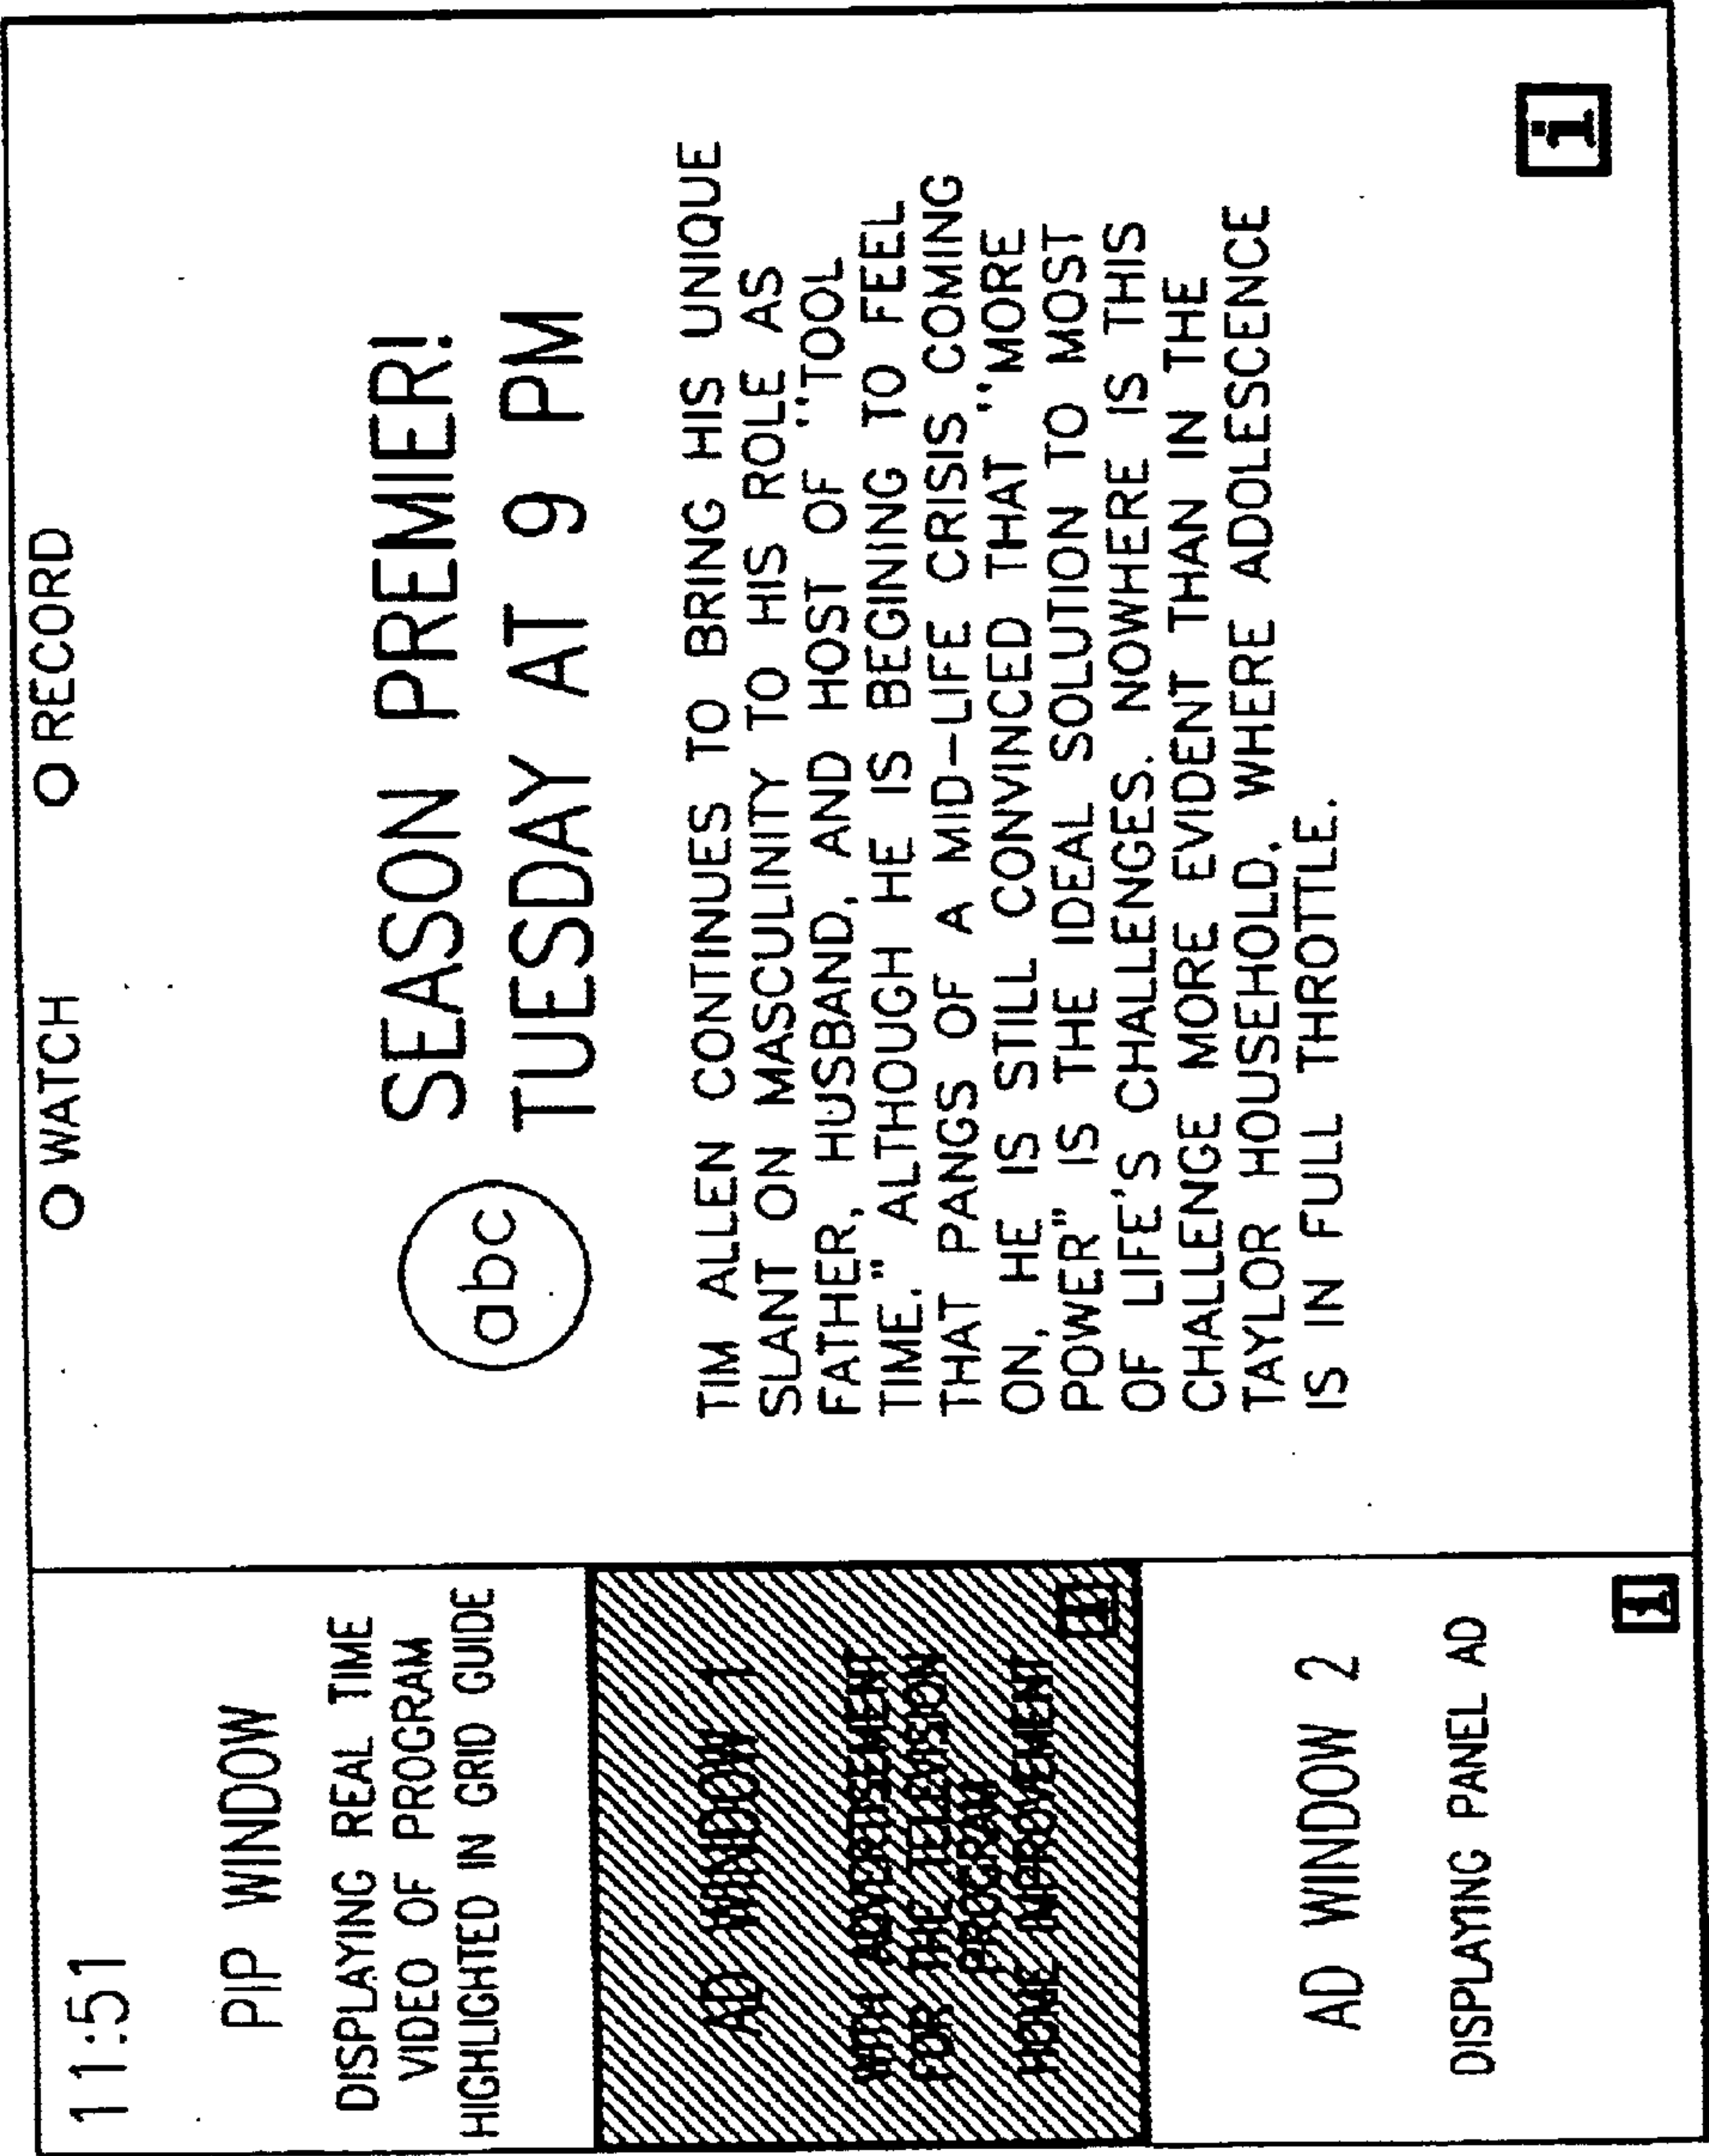 11:51
PIP WINDOW
DISPLAYING REAL TIME
VIDEO OF PROGRAM
HIGHLIGHTED IN GRID GUIDE
AD WINDOW 1
WITH ADVERTISEMENT
FOR THE TELEVISION
PROGRAM
HOME IMPROVEMENT
i
AD WINDOW 2
DISPLAYING PANEL AD
i
O WATCH O RECORD
abc
SEASON PREMIER!
TUESDAY AT 9 PM
TIM ALLEN CONTINUES TO BRING HIS UNIQUE
SLANT ON MASCULINITY TO HIS ROLE AS
FATHER, HUSBAND, AND HOST OF "TOOL
TIME." ALTHOUGH HE IS BEGINING TO FEEL
THAT PANGS OF A MID-LIFE CRISIS COMING
ON, HE IS STILL CONVINCED THAT "MORE
POWER" IS THE IDEAL SOLUTION TO MOST
OF LIFE'S CHALLENGES. NOWHERE IS THIS
CHALLENGE MORE EVIDENT THAN IN THE
TAYLOR HOUSEHOLD, WHERE ADOLESCENCE
IS IN FULL THROTTLE.
i